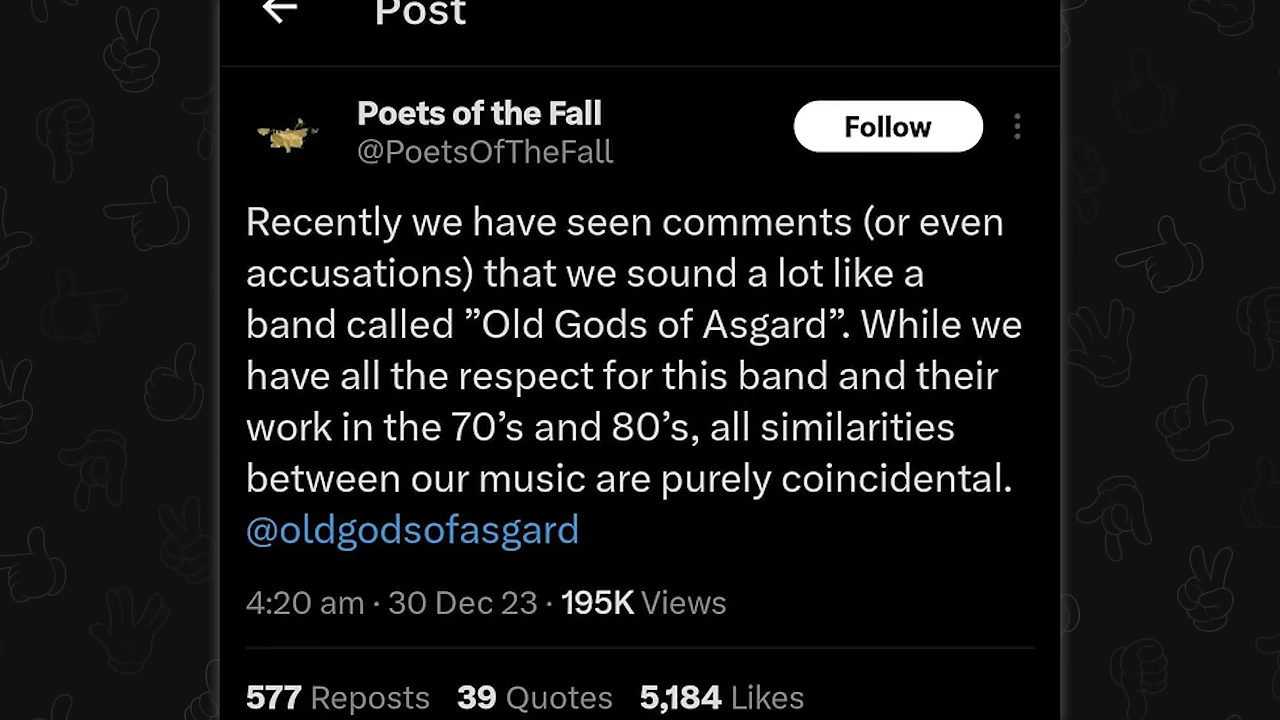 Post
Poets of the Fall
@PoetsOfTheFall
Follow
Recently we have seen comments (or even
accusations) that we sound a lot like a
band called ”Old Gods of Asgard”. While we
have all the respect for this band and their
work in the 70’s and 80’s, all similarities
between our music are purely coincidental.
@oldgodsofasgard
4:20 am · 30 Dec 23 · 195K Views
577 Reposts 39 Quotes 5,184 Likes